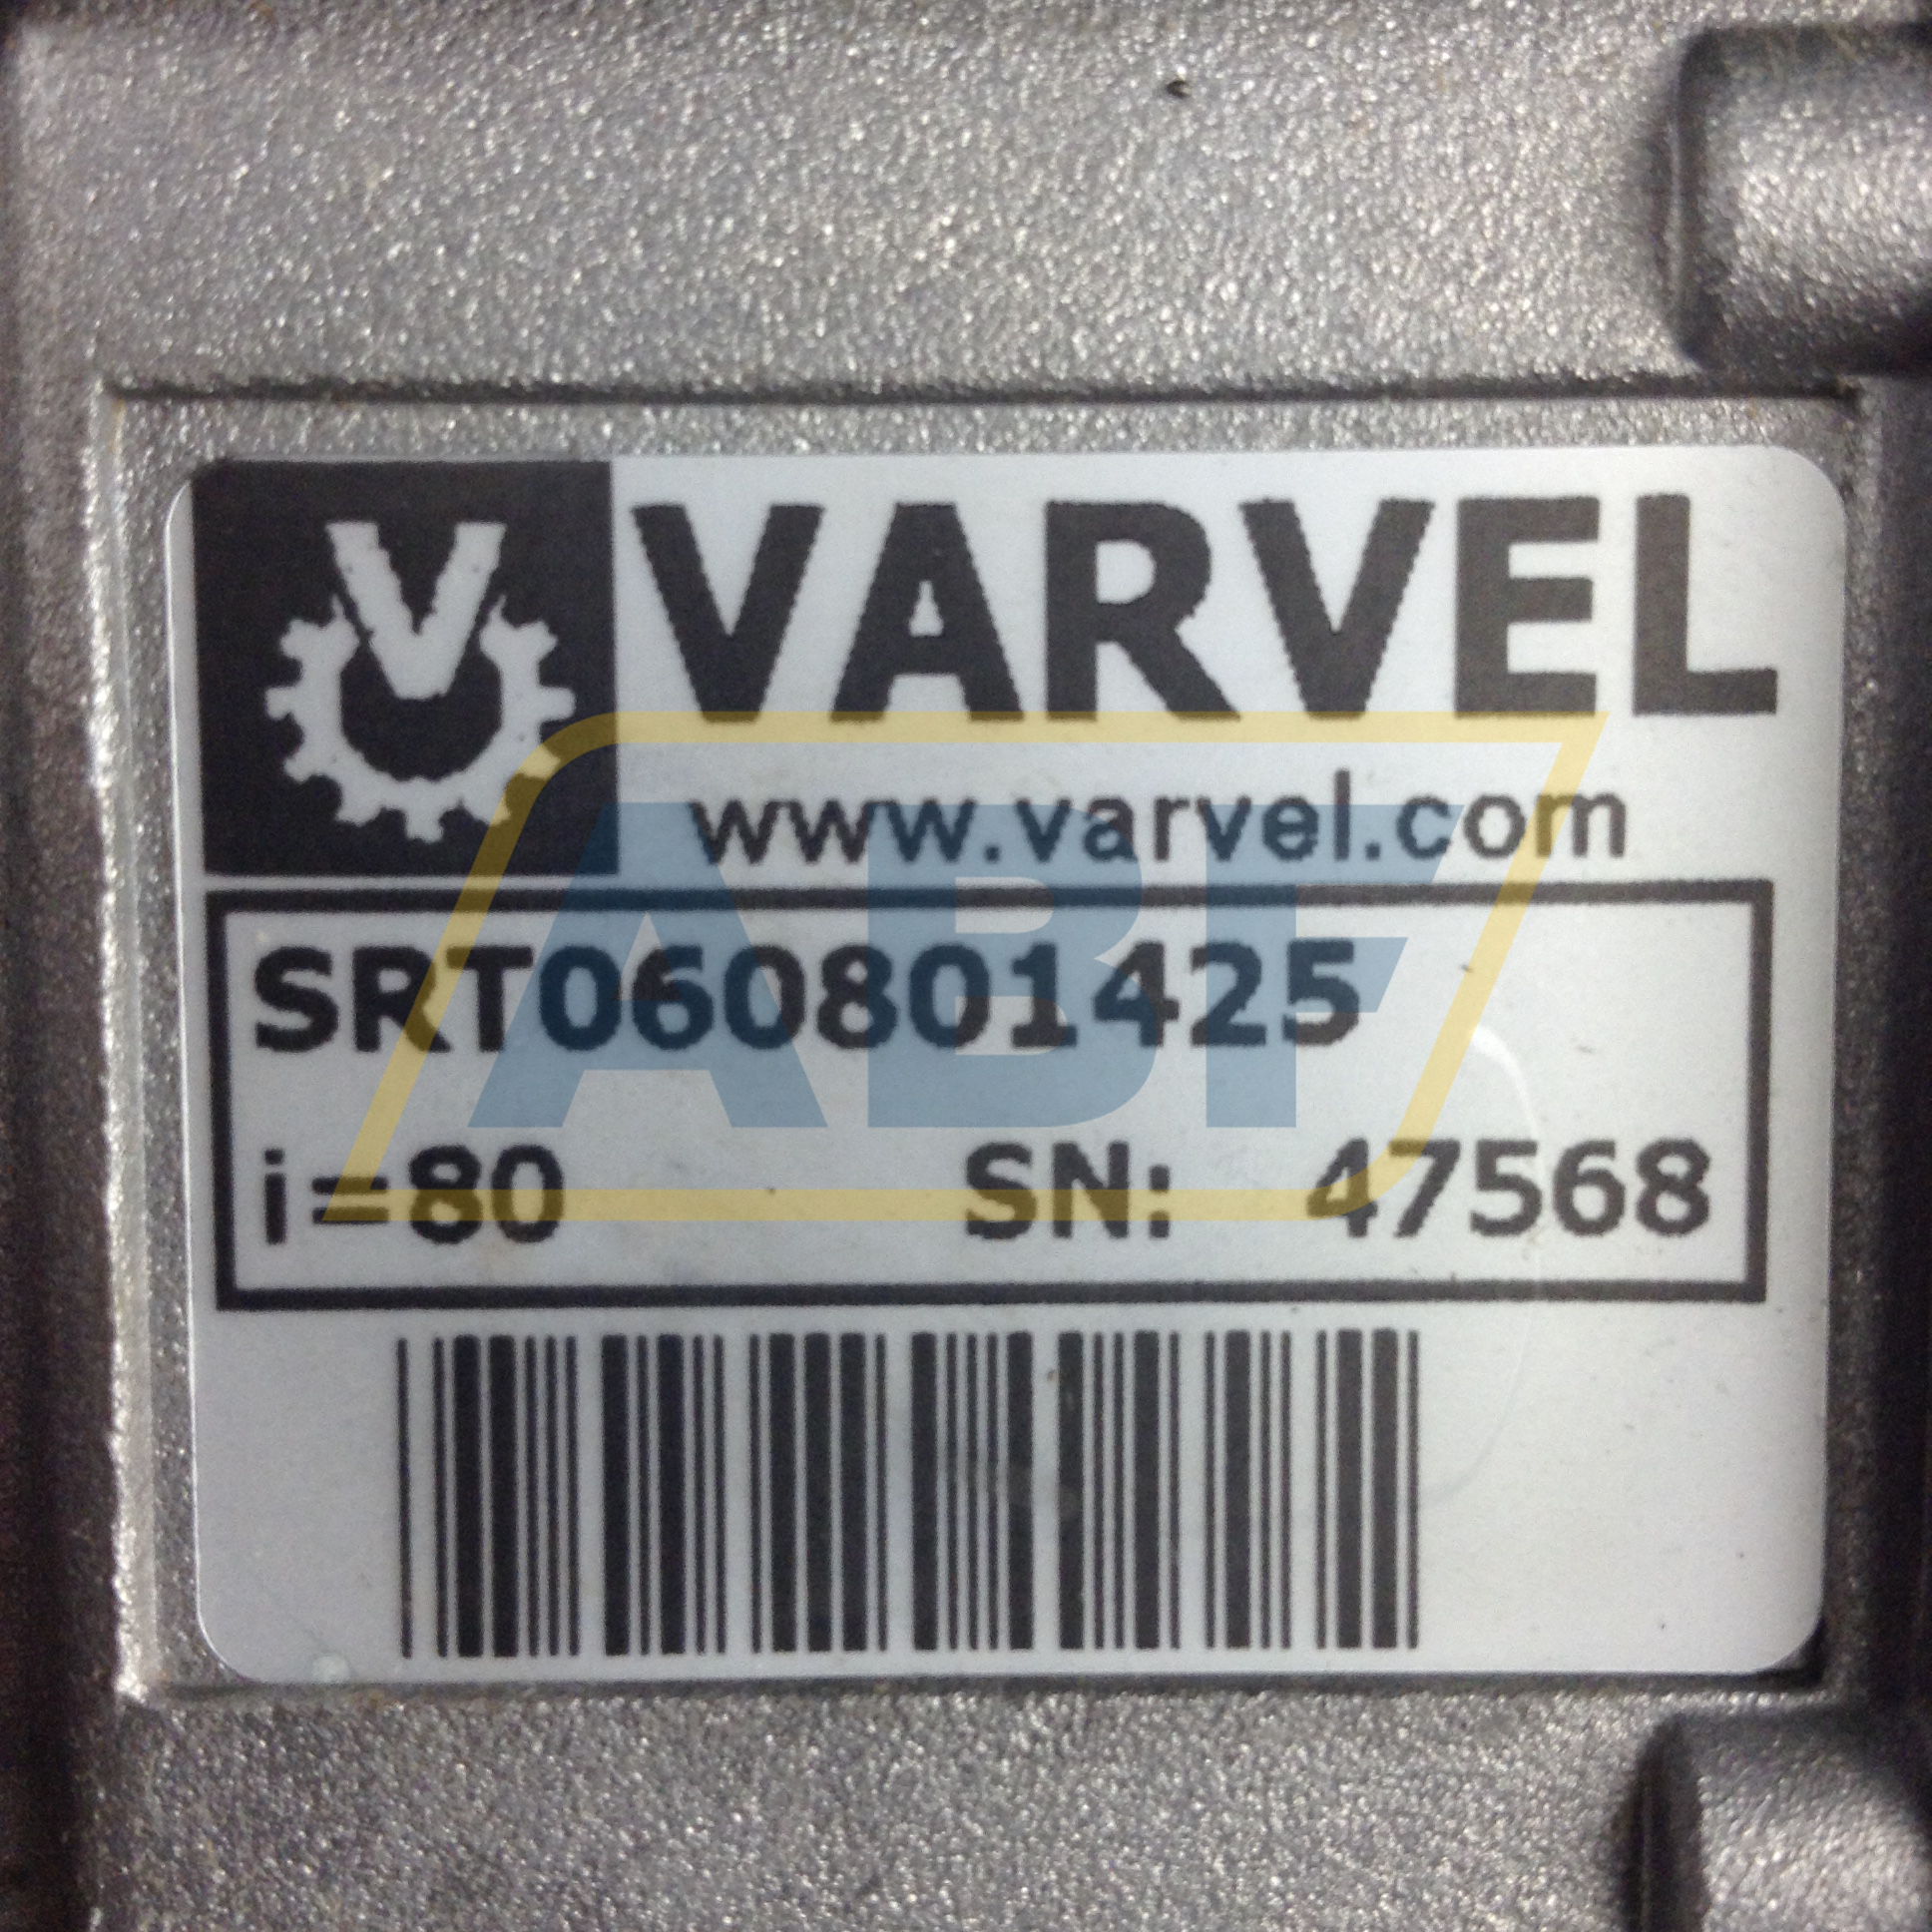 V
VARVEL
www.varvel.com
ABF
SRT060801425
i=80 SN: 47568